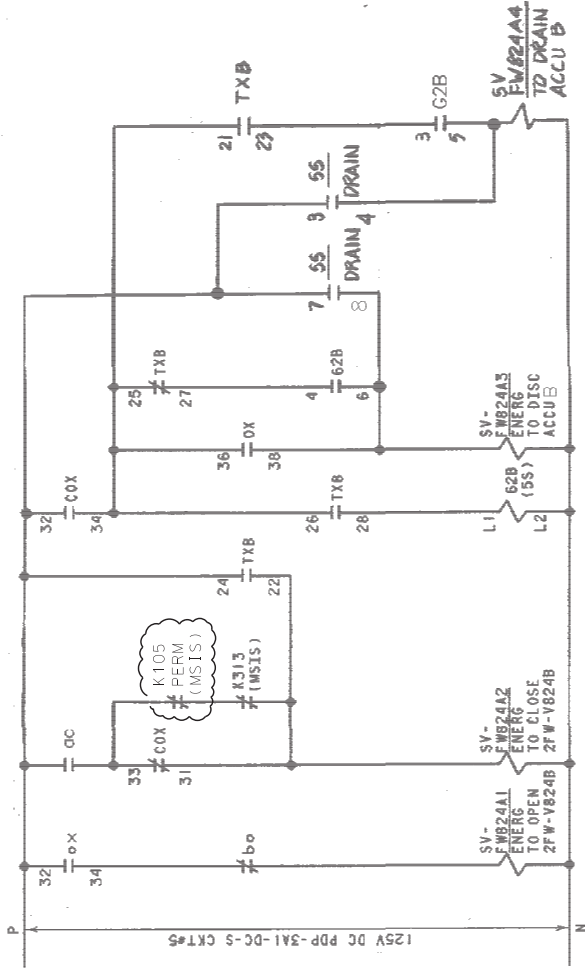 P
125V DC PDP-3A1-DC-S CKT#5
N
32
ox
34
bo
SV-
FW824A1
ENERG
TO OPEN
2FW-V824B
ac
33
COX
31
K105
PERM
(MSIS)
K313
(MSIS)
SV-
FW824A2
ENERG
TO CLOSE
2FW-V824B
24
TXB
22
32
COX
34
26
TXB
28
L1
62B
(5S)
L2
36
OX
38
SV-
FW824A3
ENERG
TO DISC
ACCU B
25
TXB
27
4
62B
6
7
SS
DRAIN
8
3
SS
DRAIN
4
21
TXB
23
3
G2B
5
SV
FW824A4
TO DRAIN
ACCU B